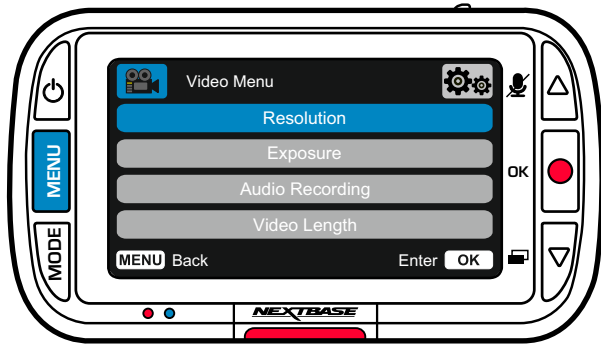 Video Menu
Resolution
MENU
Exposure
OK
Audio Recording
Video Length
MODE
MENU Back Enter OK
NEXTBASE